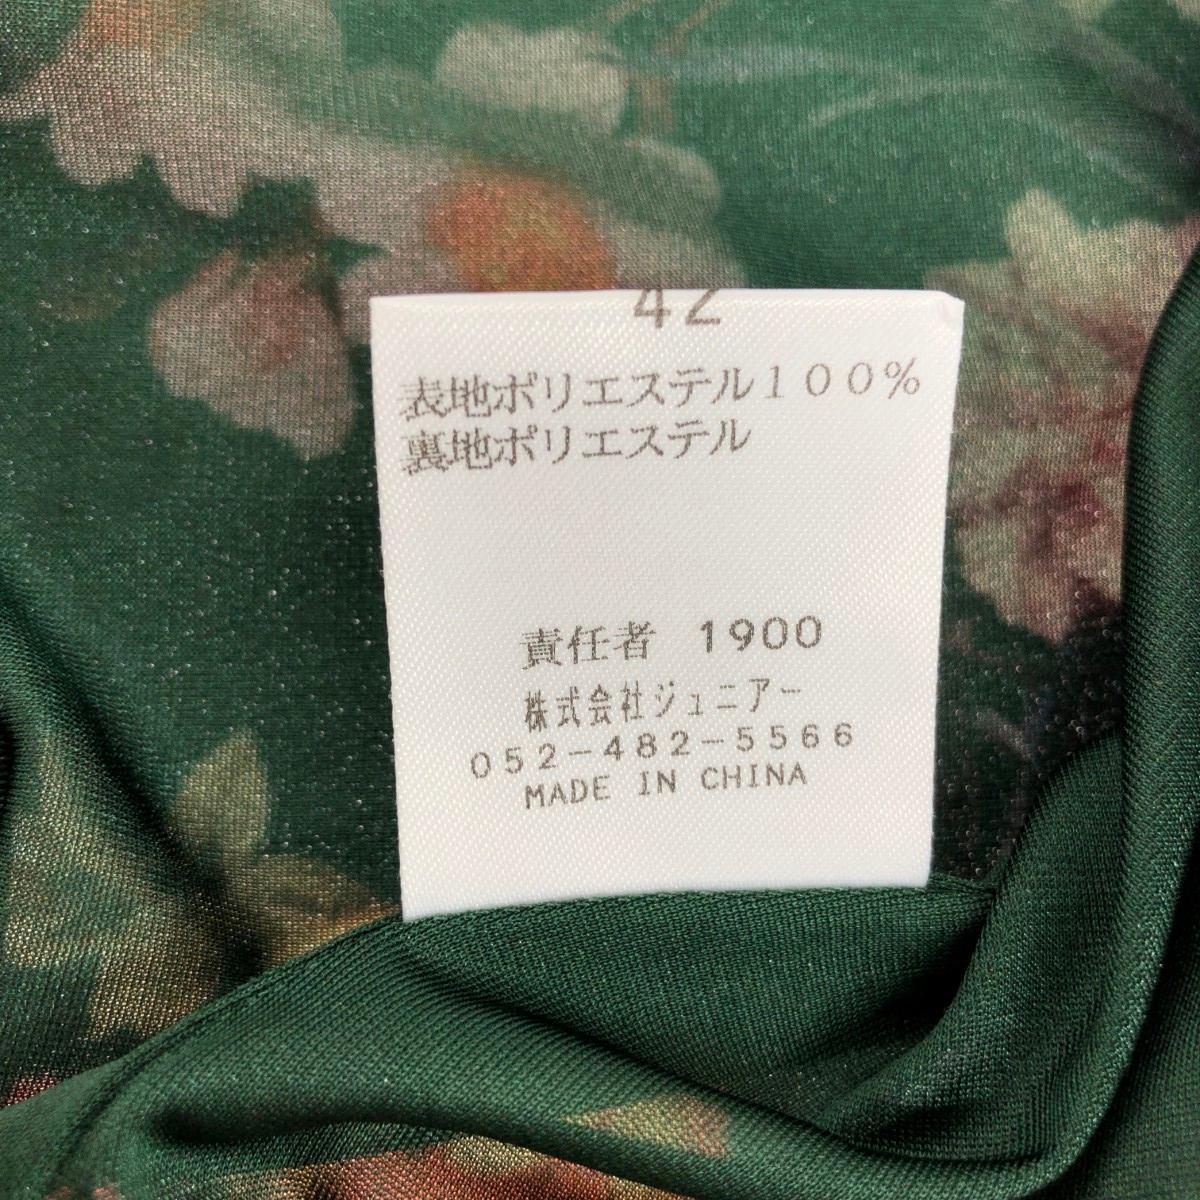 42
表地ポリエステル１００％
裏地ポリエステル
責任者 1900
株式会社ジュニアー
052-482-5566
MADE IN CHINA